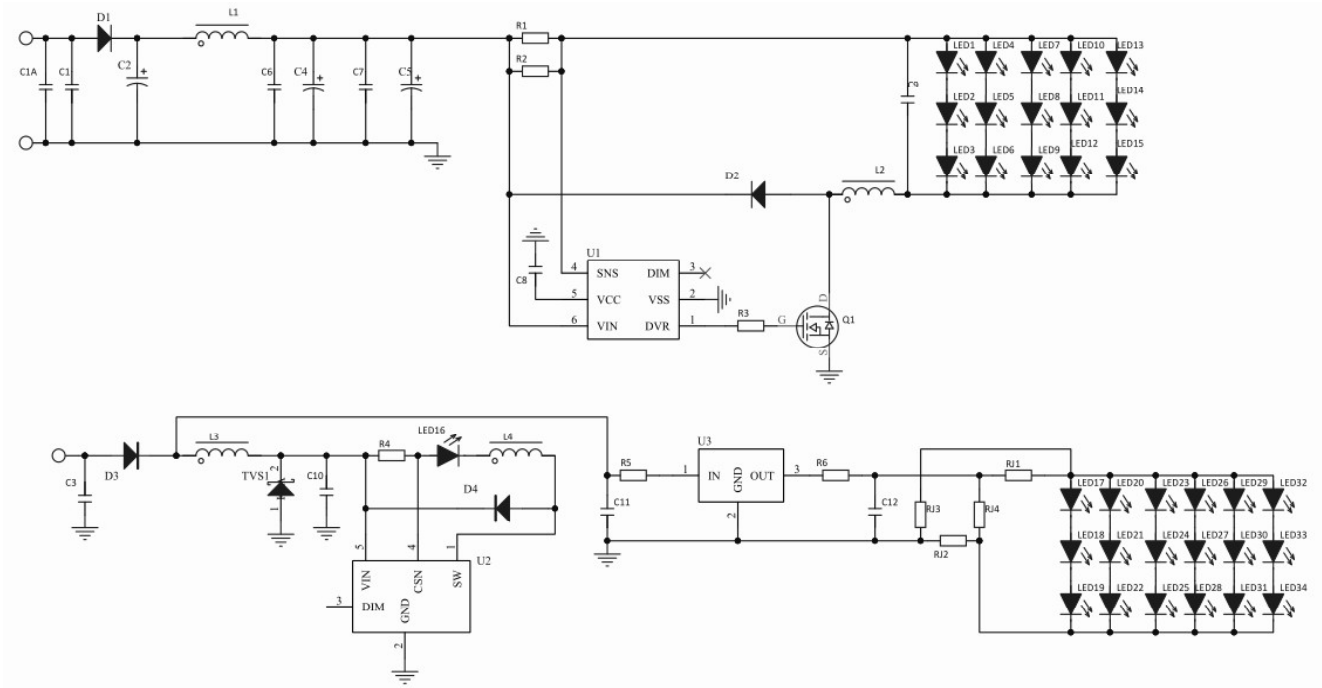 D1
L1
R1
R2
C1A
C1
C2
+
C6
C4
+
C7
C5
+
C9
LED1
LED4
LED7
LED10
LED13
LED2
LED5
LED8
LED11
LED14
LED3
LED6
LED9
LED12
LED15
D2
L2
U1
C8
4
SNS
DIM
3
5
VCC
VSS
2
6
VIN
DVR
1
R3
G
D
S
Q1
D3
C3
L3
TVS1
2
1
C10
R4
LED16
L4
D4
5
4
1
U2
VIN
CSN
SW
3
DIM
GND
2
C11
R5
U3
1
IN
GND
OUT
3
2
R6
C12
RJ1
RJ3
RJ4
RJ2
LED17
LED20
LED23
LED26
LED29
LED32
LED18
LED21
LED24
LED27
LED30
LED33
LED19
LED22
LED25
LED28
LED31
LED34